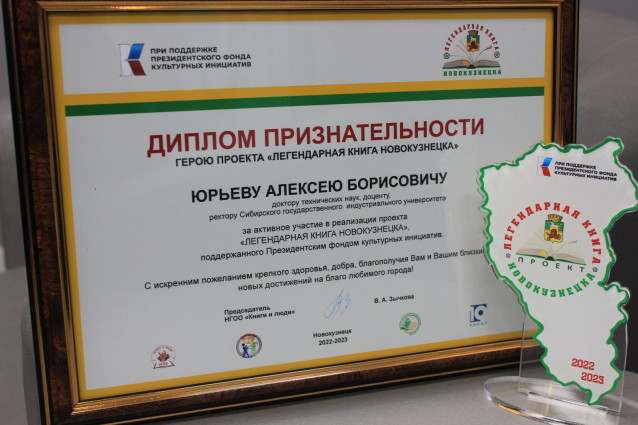 ПРИ ПОДДЕРЖКЕ
ПРЕЗИДЕНТСКОГО ФОНДА
КУЛЬТУРНЫХ ИНИЦИАТИВ
ЛЕГЕНДАРНАЯ КНИГА
НОВОКУЗНЕЦКА
ДИПЛОМ ПРИЗНАТЕЛЬНОСТИ
ГЕРОЮ ПРОЕКТА «ЛЕГЕНДАРНАЯ КНИГА НОВОКУЗНЕЦКА»
ЮРЬЕВУ АЛЕКСЕЮ БОРИСОВИЧУ
доктору технических наук, доценту,
ректору Сибирского государственного индустриального университета
за активное участие в реализации проекта
«ЛЕГЕНДАРНАЯ КНИГА НОВОКУЗНЕЦКА»,
поддержанного Президентским фондом культурных инициатив.
С искренним пожеланием крепкого здоровья, добра, благополучия Вам и Вашим
новых достижений на благо любимого города!
Председатель
НГОО «Книги и люди»
В. А. Зычкова
Новокузнецк
2022-2023
10
КАНАЛ
ПРИ ПОДДЕРЖКЕ
ПРЕЗИДЕНТСКОГО ФОНДА
КУЛЬТУРНЫХ ИНИЦИАТИВ
ЛЕГЕНДАРНАЯ КНИГА
ПРОЕКТ
НОВОКУЗНЕЦКА
2022
2023